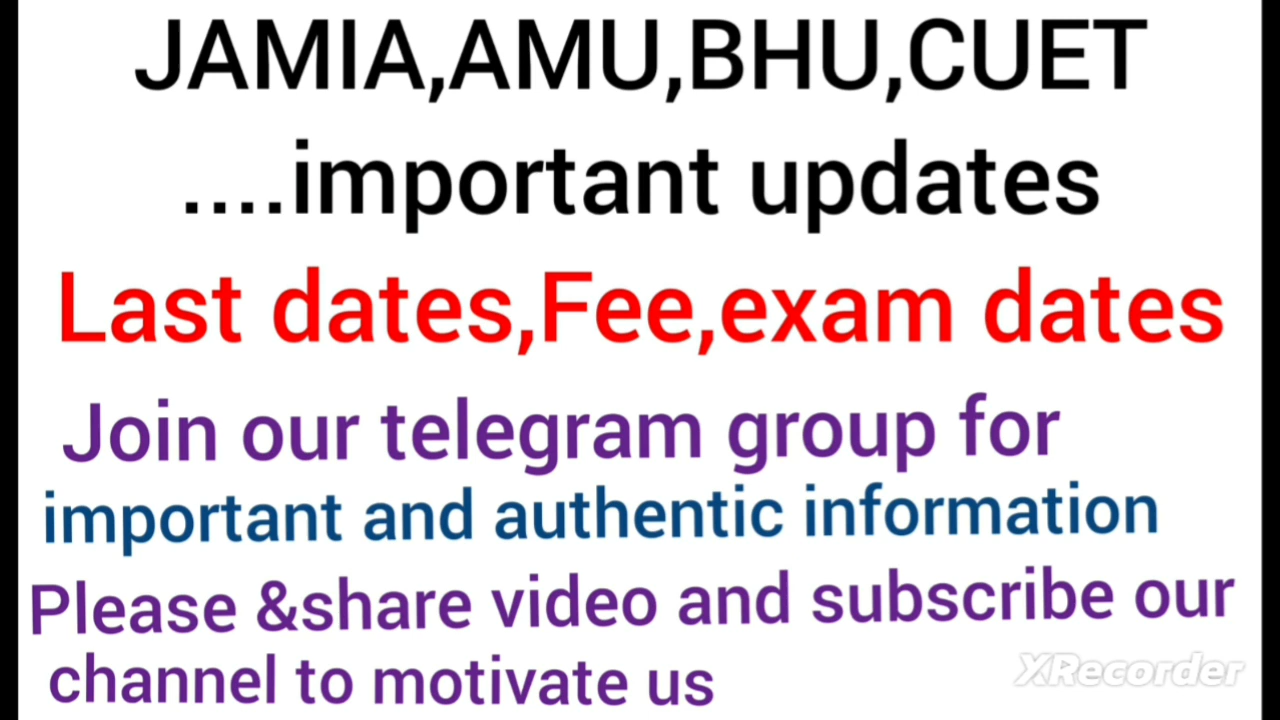 JAMIA,AMU,BHU,CUET
....important updates
Last dates,Fee,exam dates
Join our telegram group for
important and authentic information
Please &share video and subscribe our
channel to motivate us
XRecorder